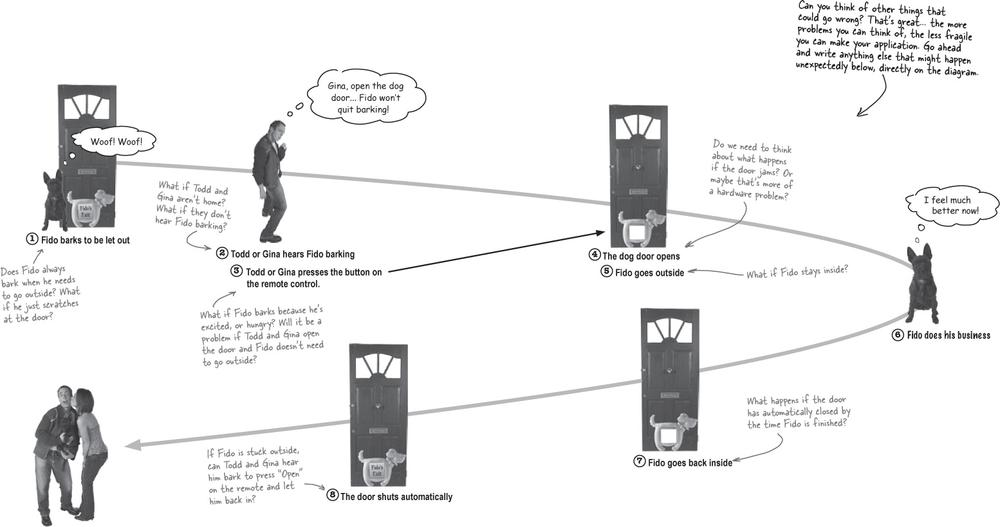 Can you think of other things that
could go wrong? That's great... the more
problems you can think of, the less fragile
you can make your application. Go ahead
and write anything else that might happen
unexpectedly below, directly on the diagram.
Gina, open the dog
door... Fido won't
quit barking!
Woof! Woof!
Fido's
Exit
1 Fido barks to be let out
Does Fido always
bark when he needs
to go outside? What
if he just scratches
at the door?
What if Todd and
Gina aren't home?
What if they don't
hear Fido barking?
2 Todd or Gina hears Fido barking
3 Todd or Gina presses the button on
the remote control.
What if Fido barks because he's
excited, or hungry? Will it be a
problem if Todd and Gina open
the door and Fido doesn't need
to go outside?
Do we need to think
about what happens
if the door jams? Or
maybe that's more of
a hardware problem?
4 The dog door opens
5 Fido goes outside
What if Fido stays inside?
I feel much
better now!
6 Fido does his business
What happens if the door
has automatically closed by
the time Fido is finished?
7 Fido goes back inside
If Fido is stuck outside,
can Todd and Gina hear
him bark to press "Open"
on the remote and let
him back in?
Fido's
Exit
8 The door shuts automatically